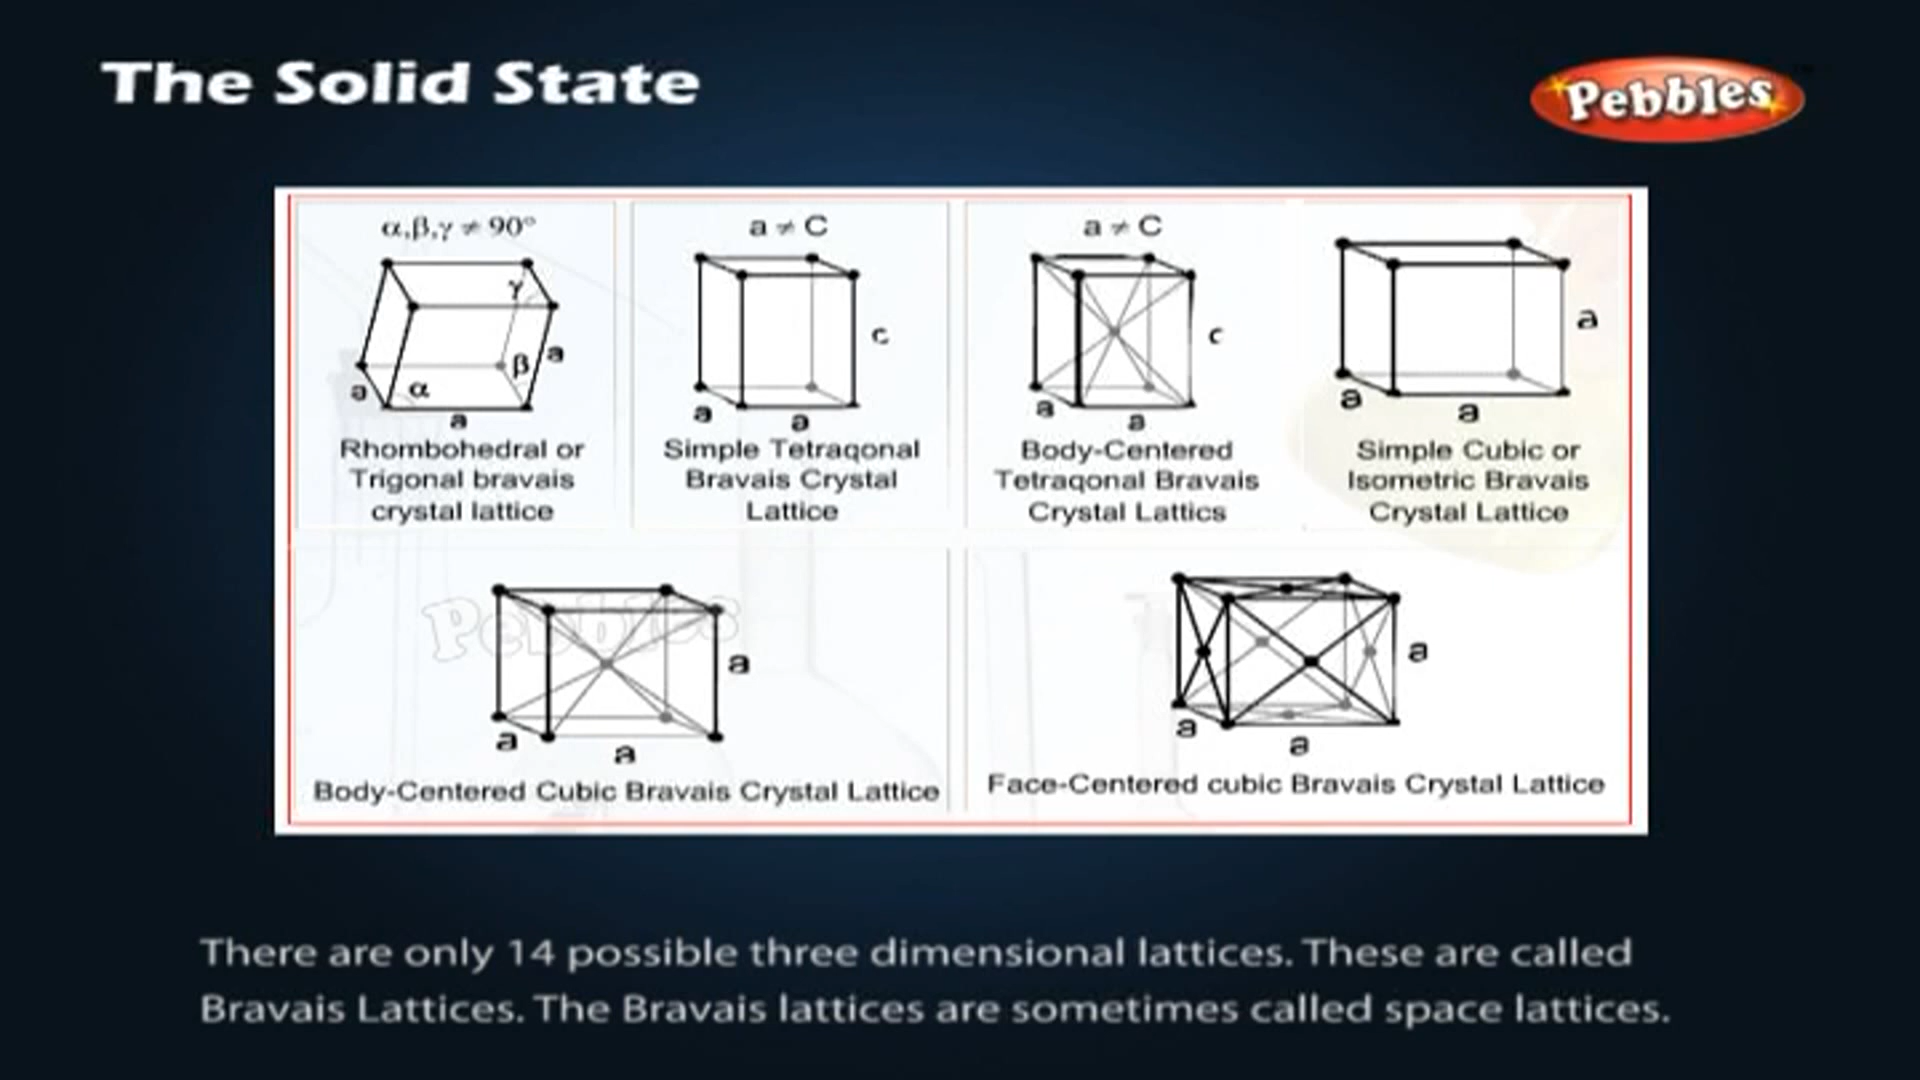 The Solid State
Pebbles
α,β,γ ≠ 90°
γ
β
a
a
α
a
Rhombohedral or
Trigonal bravais
crystal lattice
a ≠ C
c
a
a
Simple Tetraqonal
Bravais Crystal
Lattice
a ≠ C
c
a
a
Body-Centered
Tetraqonal Bravais
Crystal Lattics
a
a
a
Simple Cubic or
Isometric Bravais
Crystal Lattice
Pebbles
a
a
a
Body-Centered Cubic Bravais Crystal Lattice
a
a
a
Face-Centered cubic Bravais Crystal Lattice
There are only 14 possible three dimensional lattices. These are called
Bravais Lattices. The Bravais lattices are sometimes called space lattices.